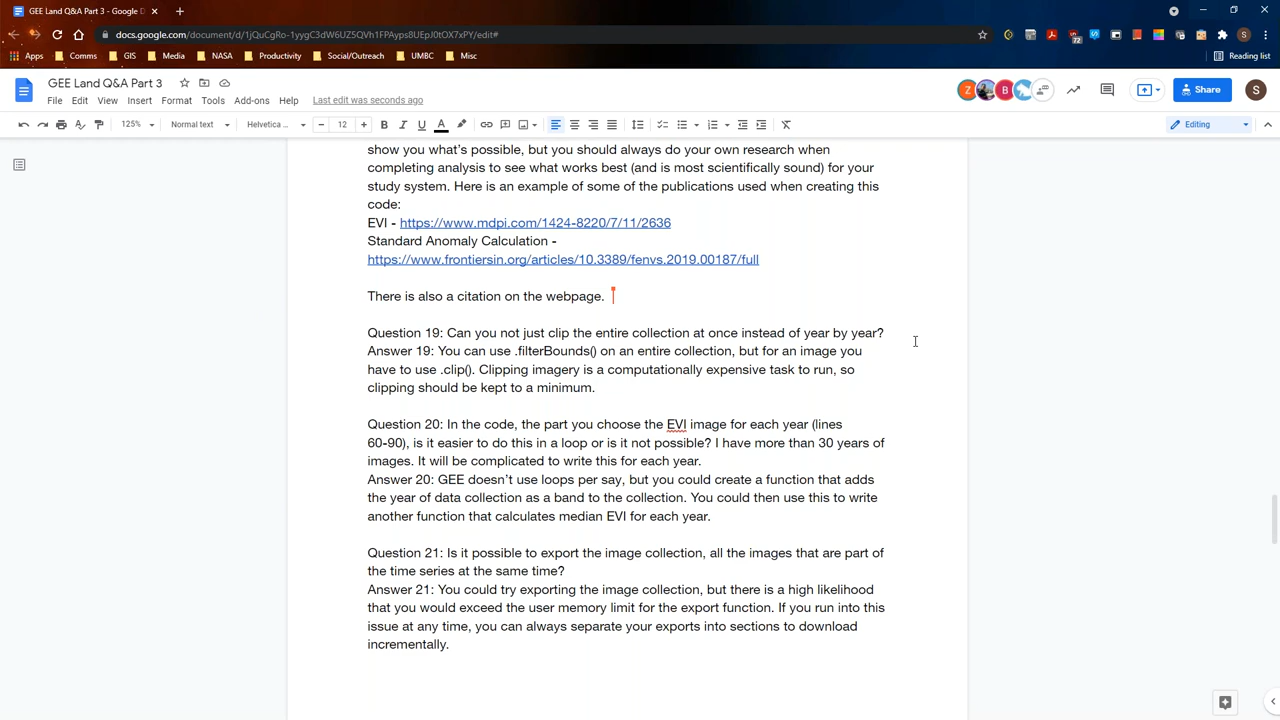 GEE Land Q&A Part 3 - Google D
docs.google.com/document/d/1jQuCgRo-1yygC3dW6UZ5QVh1FPAyps8UEpJ0tOX7xPY/edit#
Apps Comms GIS Media NASA Productivity Social/Outreach UMBC Misc Reading list
GEE Land Q&A Part 3
File Edit View Insert Format Tools Add-ons Help Last edit was seconds ago
Z B Share S
125% Normal text Helvetica ... 12 B I U A Editing
show you what's possible, but you should always do your own research when
completing analysis to see what works best (and is most scientifically sound) for your
study system. Here is an example of some of the publications used when creating this
code:
EVI - https://www.mdpi.com/1424-8220/7/11/2636
Standard Anomaly Calculation -
https://www.frontiersin.org/articles/10.3389/fenvs.2019.00187/full
There is also a citation on the webpage.
Question 19: Can you not just clip the entire collection at once instead of year by year?
Answer 19: You can use .filterBounds() on an entire collection, but for an image you
have to use .clip(). Clipping imagery is a computationally expensive task to run, so
clipping should be kept to a minimum.
Question 20: In the code, the part you choose the EVI image for each year (lines
60-90), is it easier to do this in a loop or is it not possible? I have more than 30 years of
images. It will be complicated to write this for each year.
Answer 20: GEE doesn't use loops per say, but you could create a function that adds
the year of data collection as a band to the collection. You could then use this to write
another function that calculates median EVI for each year.
Question 21: Is it possible to export the image collection, all the images that are part of
the time series at the same time?
Answer 21: You could try exporting the image collection, but there is a high likelihood
that you would exceed the user memory limit for the export function. If you run into this
issue at any time, you can always separate your exports into sections to download
incrementally.